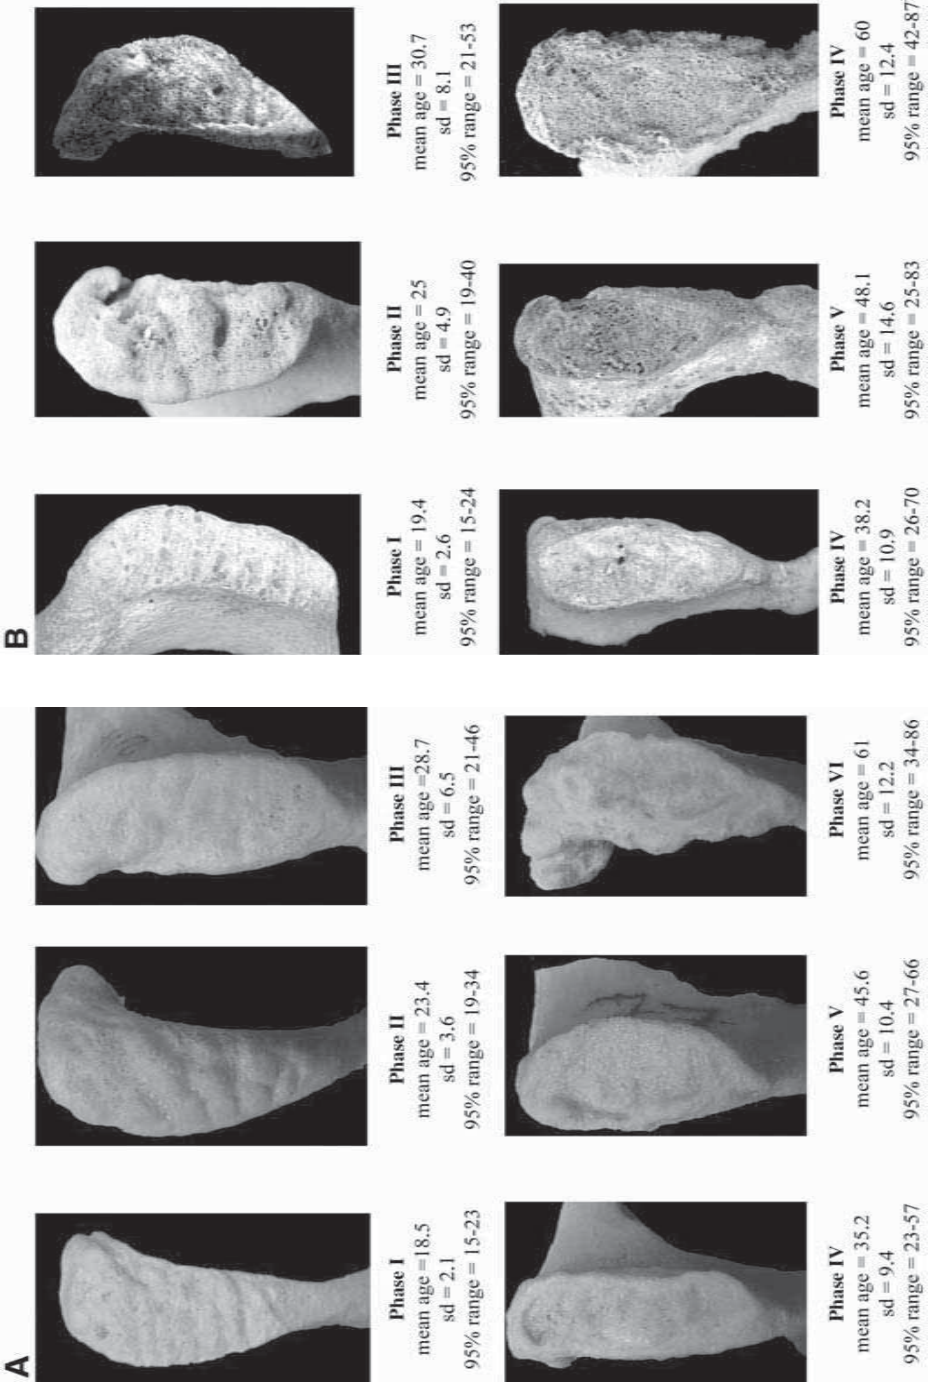 A
Phase I
mean age =18.5
sd = 2.1
95% range = 15-23
Phase II
mean age = 23.4
sd = 3.6
95% range = 19-34
Phase III
mean age =28.7
sd = 6.5
95% range = 21-46
Phase IV
mean age = 35.2
sd = 9.4
95% range = 23-57
Phase V
mean age = 45.6
sd = 10.4
95% range = 27-66
Phase VI
mean age = 61
sd = 12.2
95% range = 34-86
B
Phase I
mean age = 19.4
sd = 2.6
95% range = 15-24
Phase II
mean age = 25
sd = 4.9
95% range = 19-40
Phase III
mean age = 30.7
sd = 8.1
95% range = 21-53
Phase IV
mean age = 38.2
sd = 10.9
95% range = 26-70
Phase V
mean age = 48.1
sd = 14.6
95% range = 25-83
Phase IV
mean age = 60
sd = 12.4
95% range = 42-87